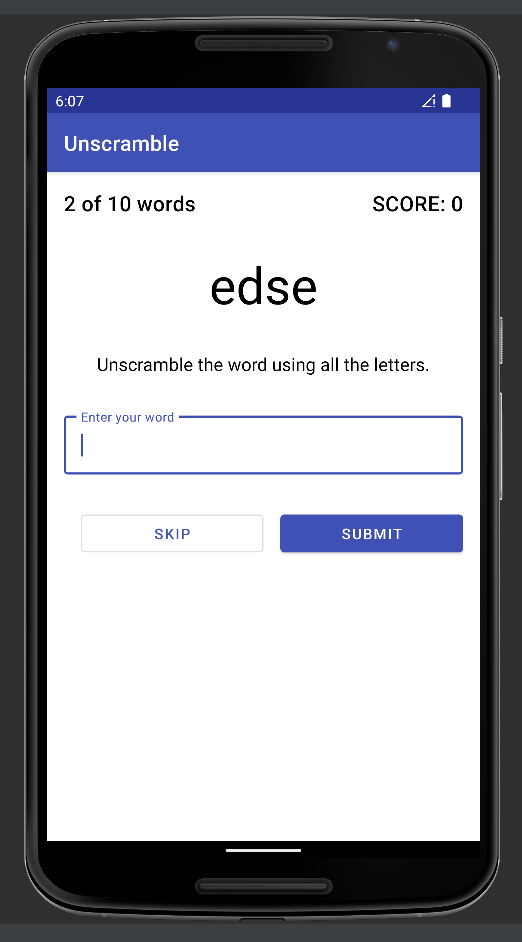 6:07
Unscramble
2 of 10 words SCORE: 0
edse
Unscramble the word using all the letters.
Enter your word
SKIP SUBMIT